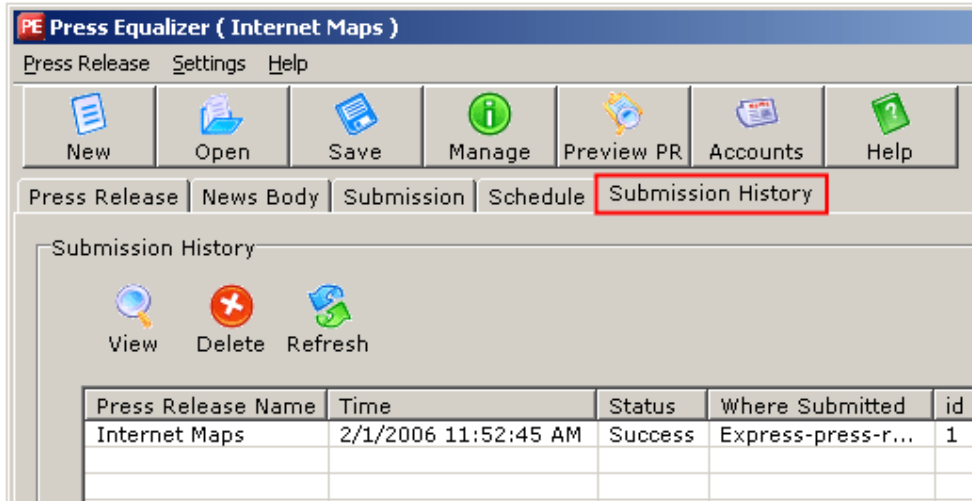 PE Press Equalizer ( Internet Maps )
Press Release Settings Help
New Open Save Manage Preview PR Accounts Help
Press Release News Body Submission Schedule Submission History
Submission History
View Delete Refresh
Press Release Name Time Status Where Submitted id
Internet Maps 2/1/2006 11:52:45 AM Success Express-press-r... 1